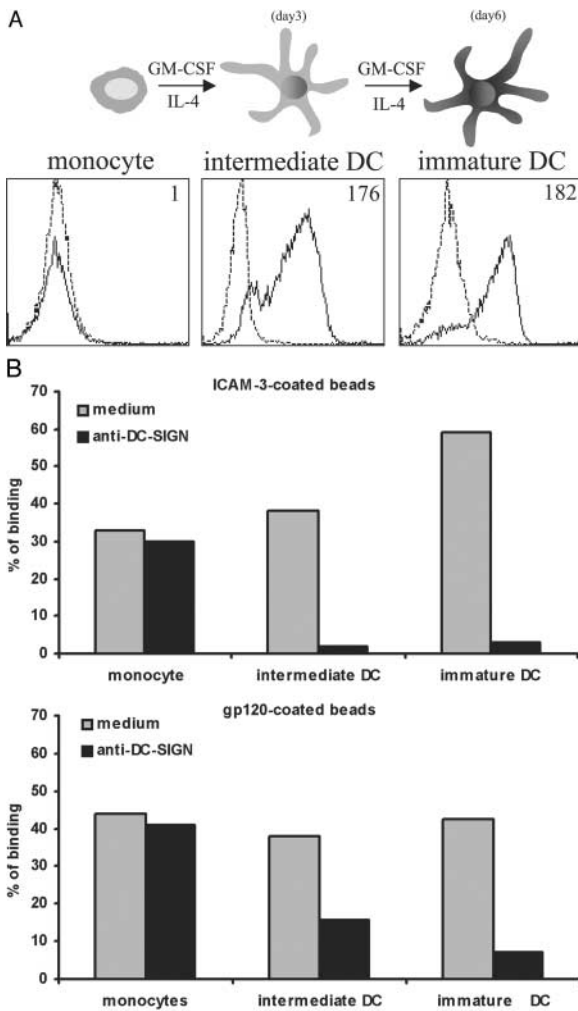 A
(day3)
(day6)
GM-CSF
IL-4
GM-CSF
IL-4
monocyte
intermediate DC
immature DC
1
176
182
B
ICAM-3-coated beads
medium
anti-DC-SIGN
% of binding
70
60
50
40
30
20
10
0
monocyte intermediate DC immature DC
gp120-coated beads
medium
anti-DC-SIGN
% of binding
70
60
50
40
30
20
10
0
monocytes intermediate DC immature DC